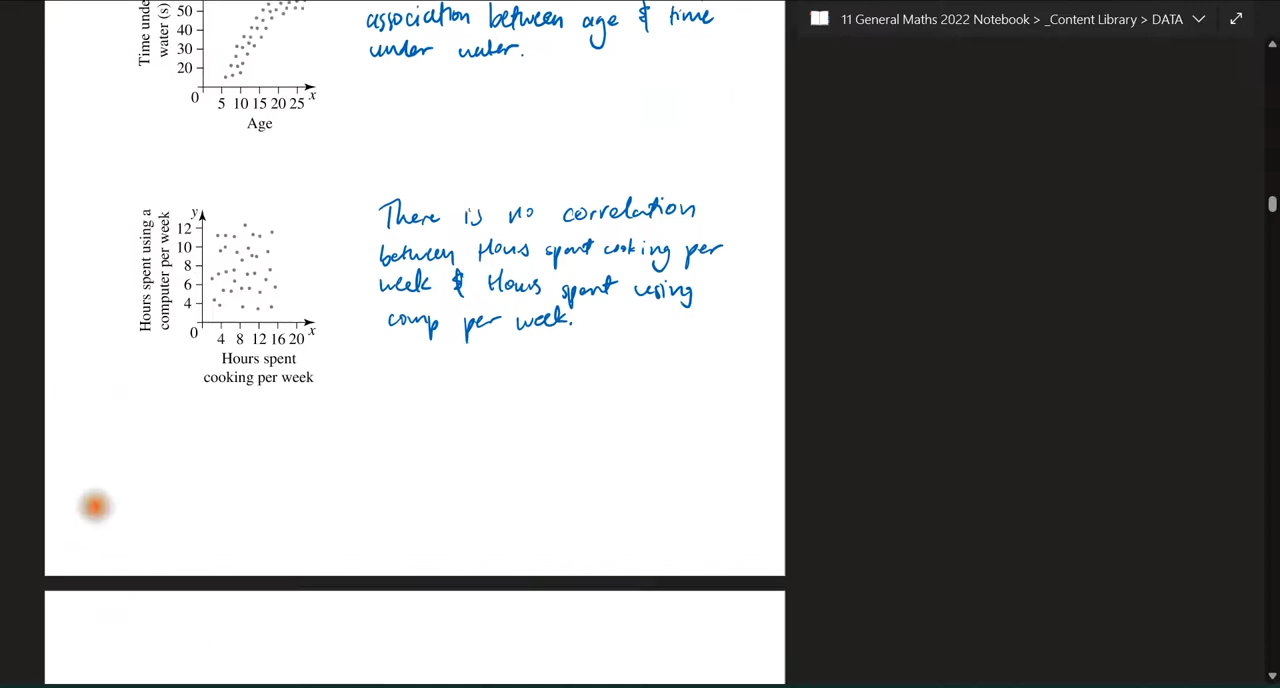 11 General Maths 2022 Notebook > _Content Library > DATA
Time unde
water (s)
50
40
30
20
0
5 10 15 20 25 x
Age
association between age & time
under water.
Hours spent using a
computer per week
y
12
10
8
6
4
0
4 8 12 16 20 x
Hours spent
cooking per week
There is no correlation
between Hours spent cooking per
week & Hours spent using
comp per week.